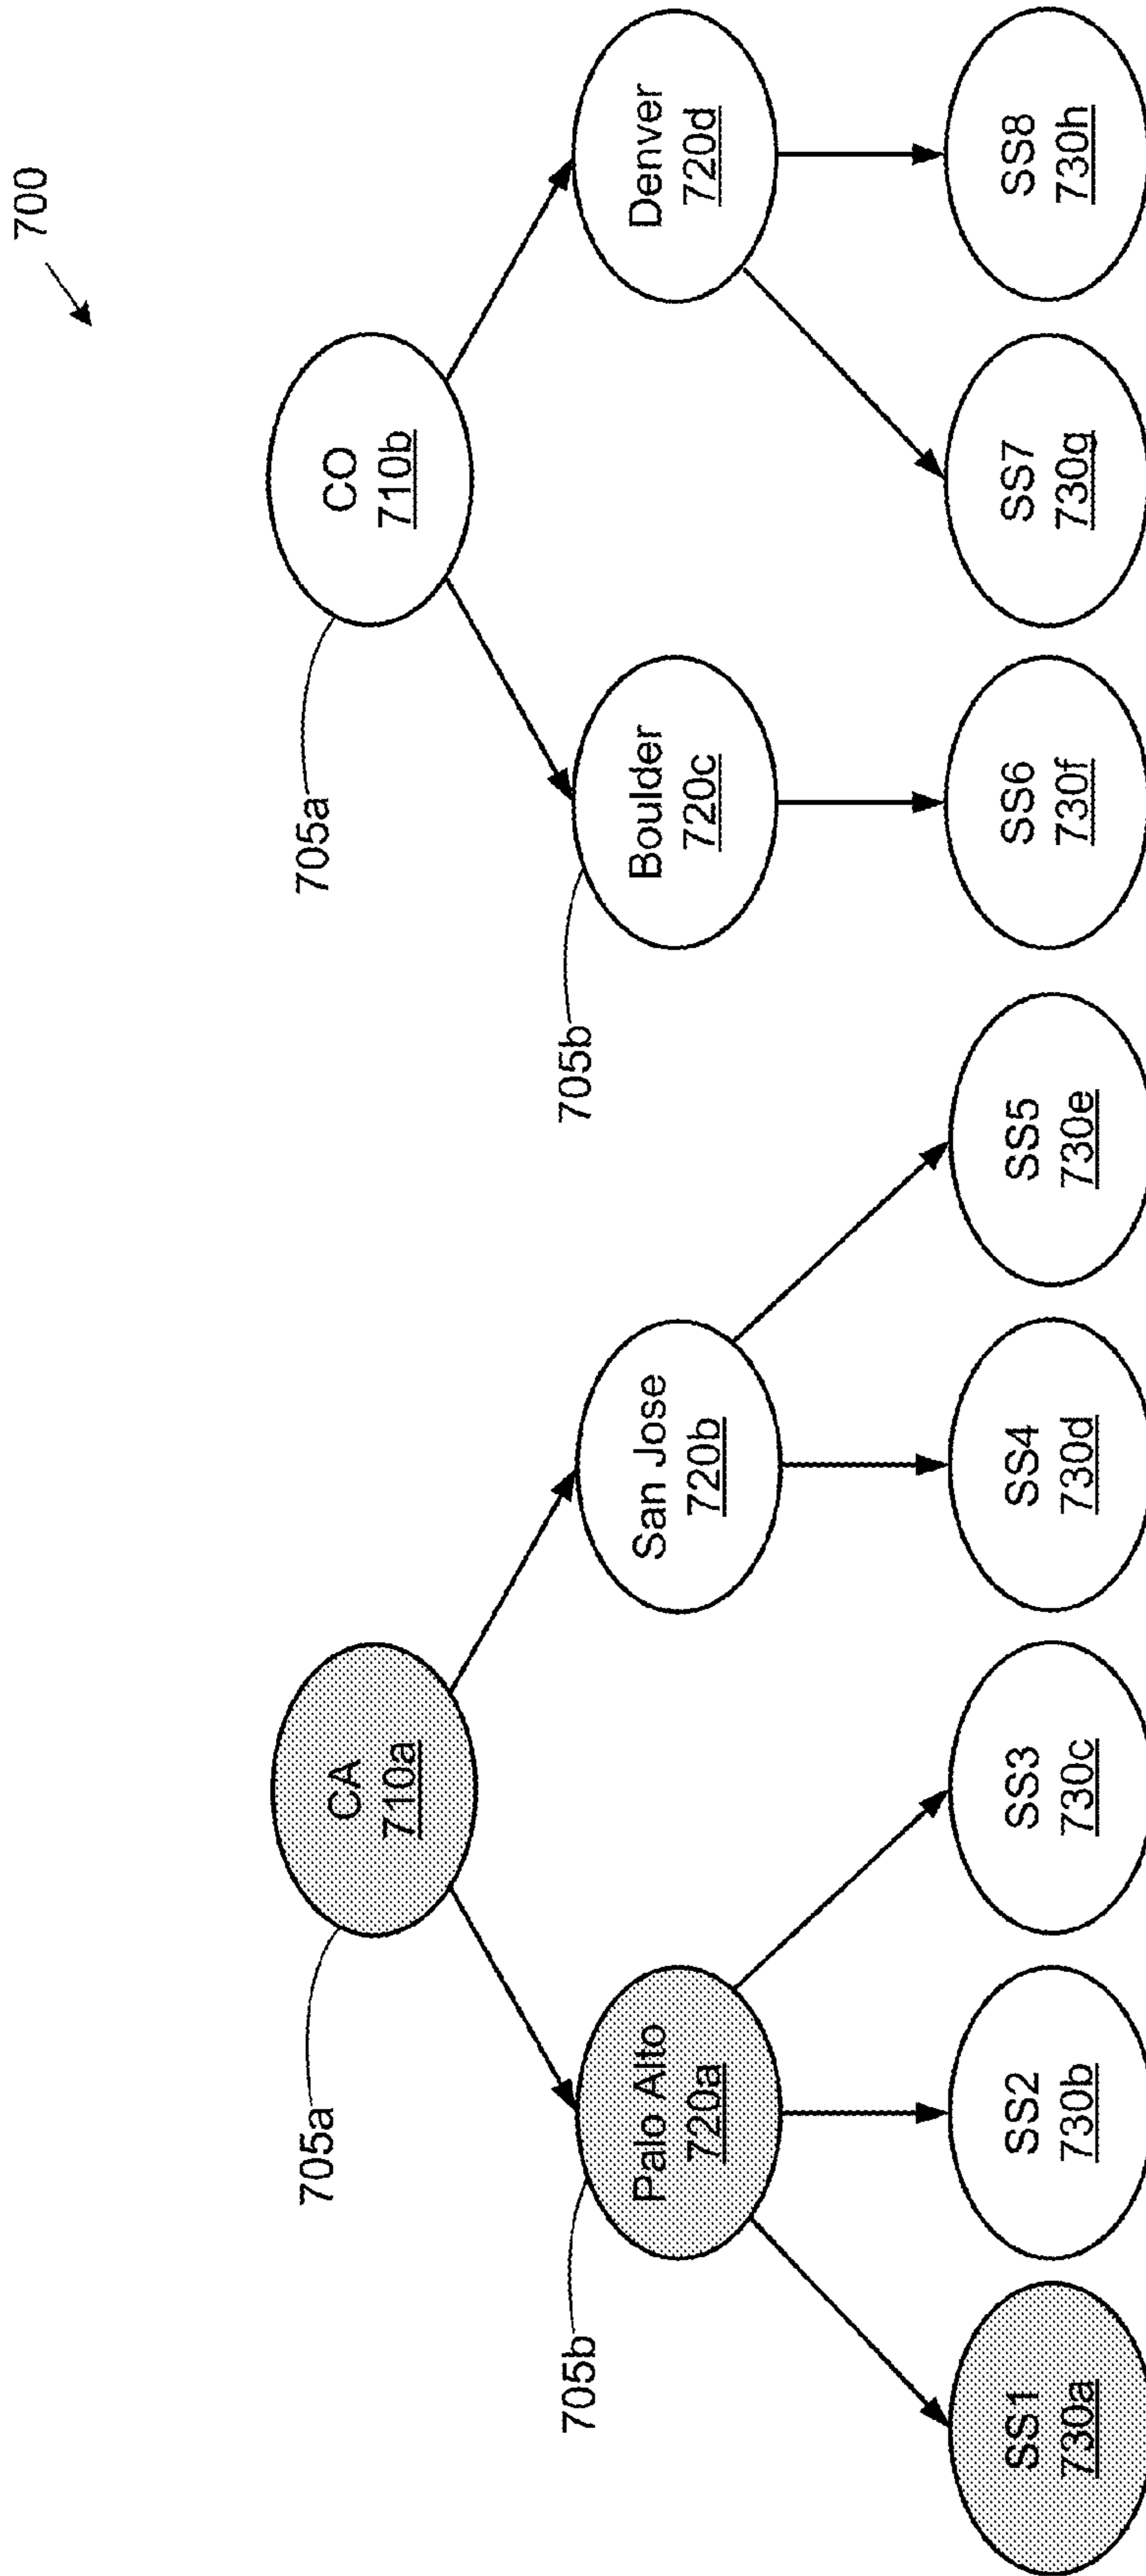 700
705a
CA
710a
705a
CO
710b
705b
Palo Alto
720a
San Jose
720b
705b
Boulder
720c
Denver
720d
SS1
730a
SS2
730b
SS3
730c
SS4
730d
SS5
730e
SS6
730f
SS7
730g
SS8
730h